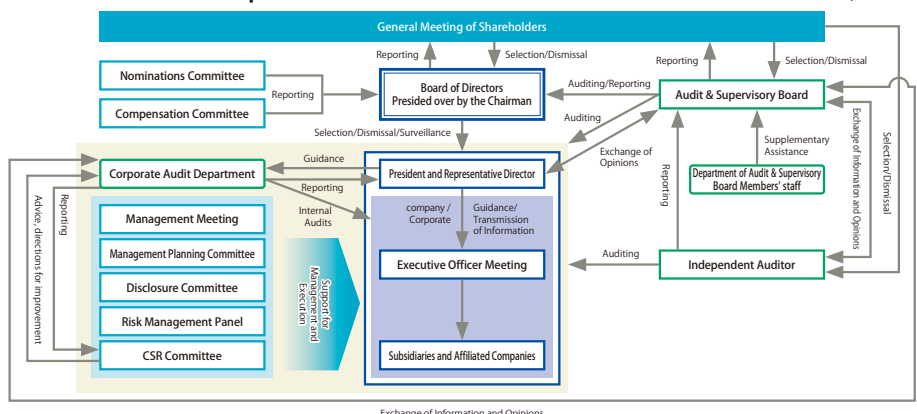 General Meeting of Shareholders
Reporting
Selection/Dismissal
Reporting
Selection/Dismissal
Nominations Committee
Compensation Committee
Reporting
Board of Directors
Presided over by the Chairman
Auditing/Reporting
Audit & Supervisory Board
Auditing
Selection/Dismissal/Surveillance
Exchange of
Opinions
Reporting
Supplementary
Assistance
Exchange of Information and Opinions
Selection/Dismissal
Corporate Audit Department
Guidance
Reporting
Internal
Audits
President and Representative Director
Department of Audit & Supervisory
Board Members' staff
Advice, directions for improvement
Reporting
company /
Corporate
Guidance/
Transmission
of Information
Management Meeting
Management Planning Committee
Disclosure Committee
Risk Management Panel
CSR Committee
Support for
Management and
Execution
Executive Officer Meeting
Auditing
Independent Auditor
Subsidiaries and Affiliated Companies
Exchange of Information and Opinions